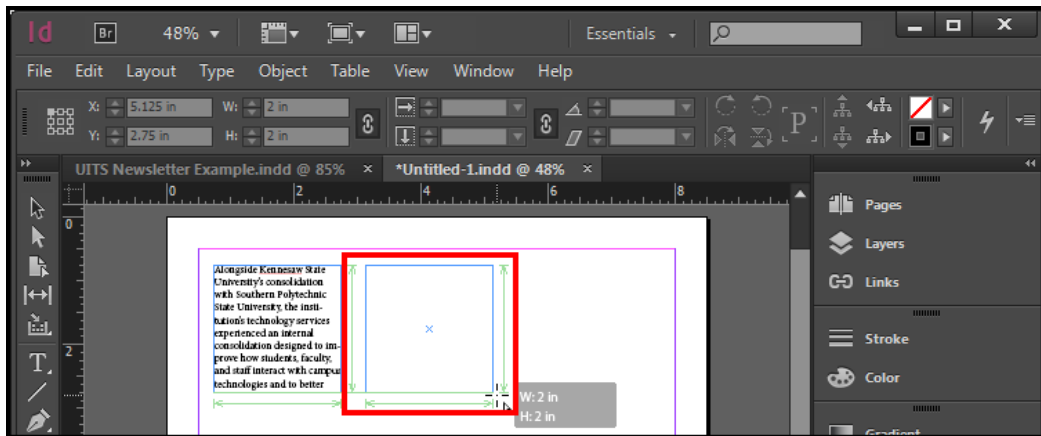 Id Br 48% Essentials
File Edit Layout Type Object Table View Window Help
X: 5.125 in W: 2 in
Y: 2.75 in H: 2 in
P
UITS Newsletter Example.indd @ 85% × *Untitled-1.indd @ 48% ×
0 2 4 6 8
0
2
Alongside Kennesaw State
University's consolidation
with Southern Polytechnic
State University, the insti-
tution's technology services
experienced an internal
consolidation designed to im-
prove how students, faculty,
and staff interact with campus
technologies and to better
W: 2 in
H: 2 in
T
Pages
Layers
Links
Stroke
Color
Gradient